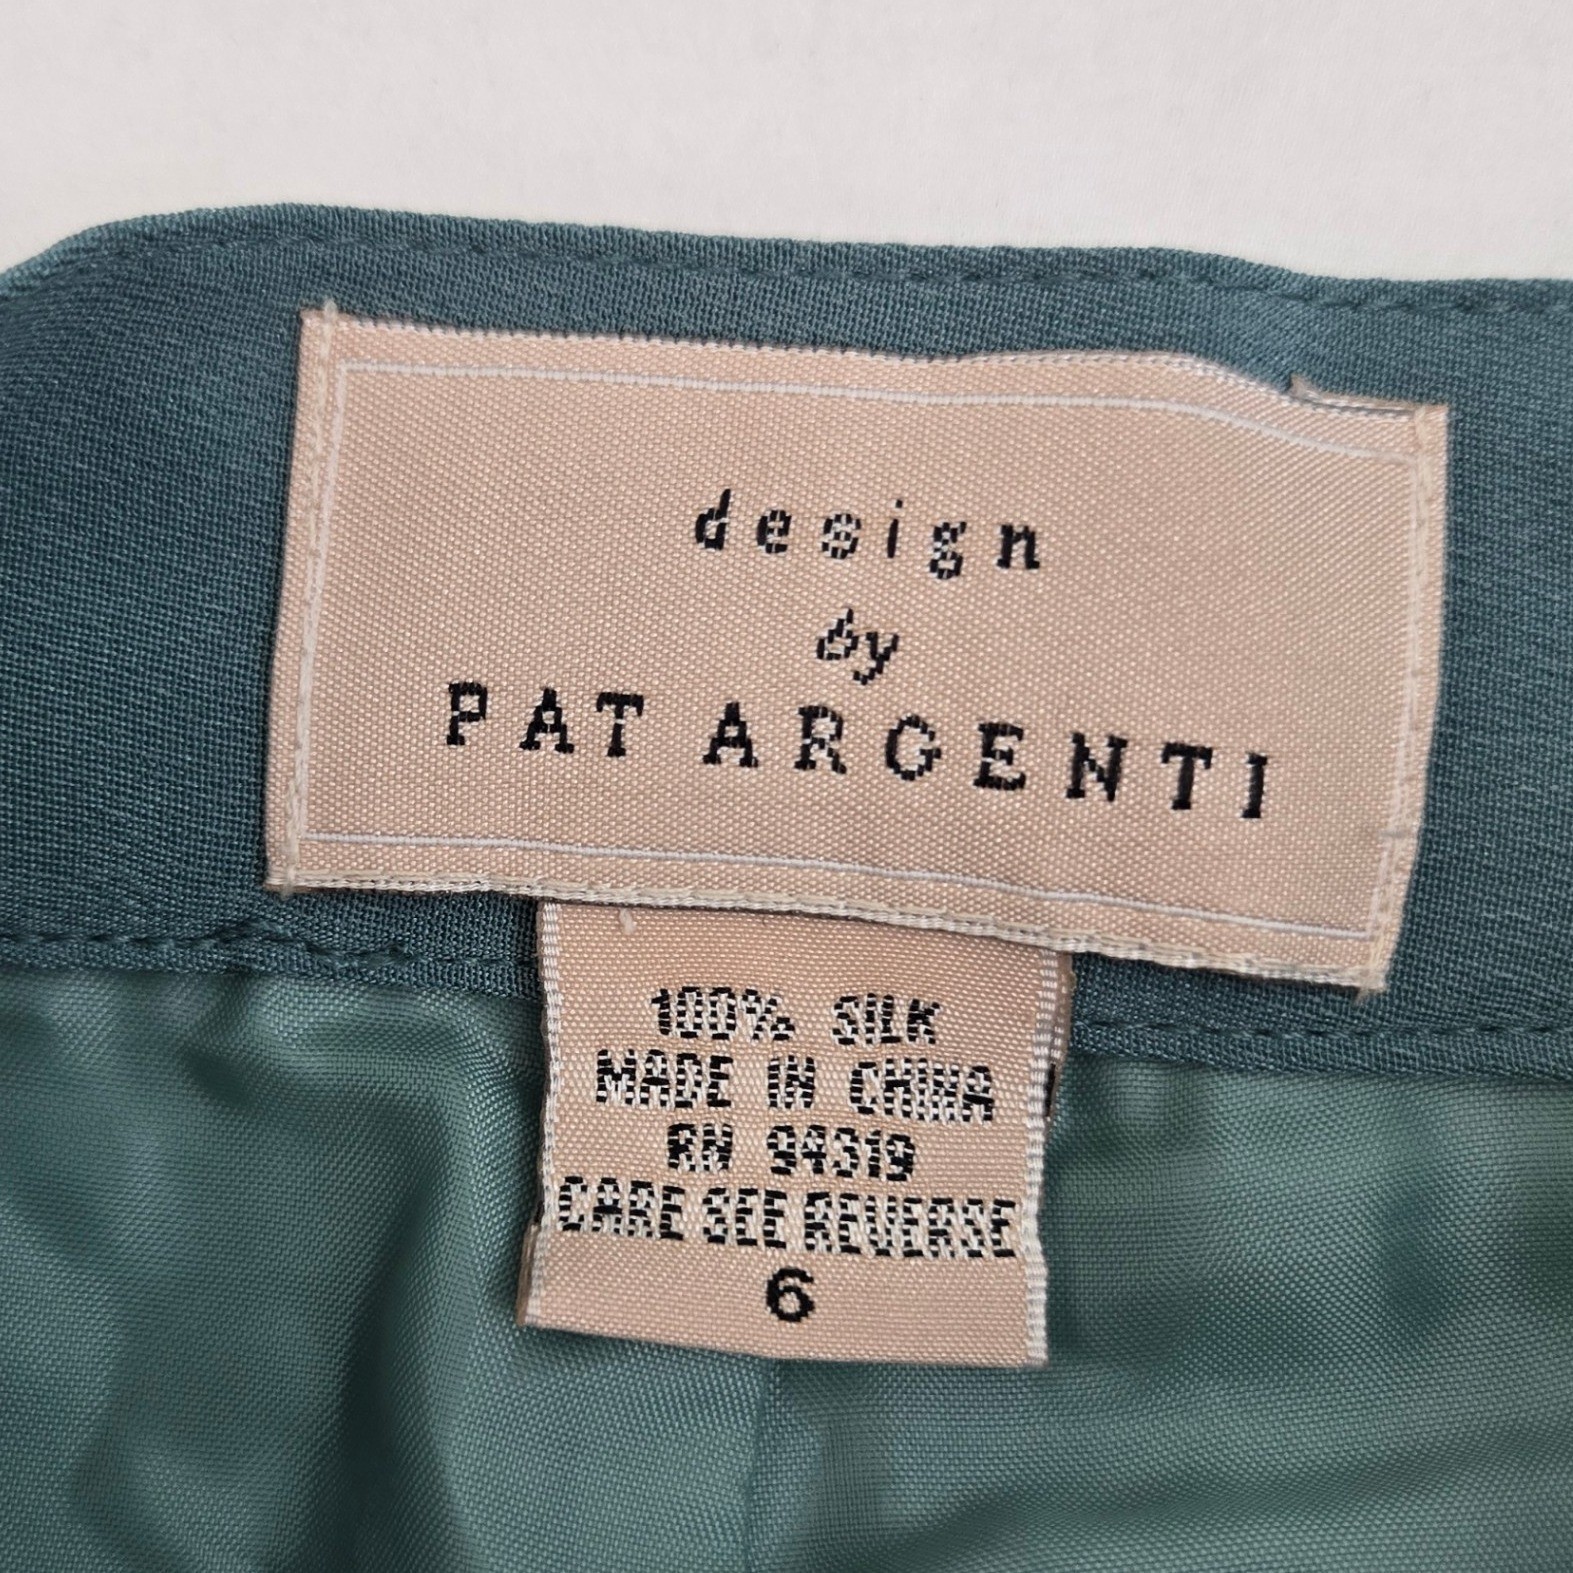 design
by
PAT ARGENTI
100% SILK
MADE IN CHINA
RN 94319
CARE SEE REVERSE
6